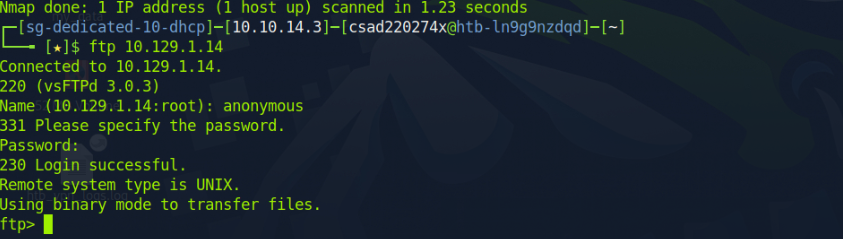 Nmap done: 1 IP address (1 host up) scanned in 1.23 seconds
┌─[sg-dedicated-10-dhcp]─[10.10.14.3]─[csad220274x@htb-ln9g9nzdqd]─[~]
└──╼ [★]$ ftp 10.129.1.14
Connected to 10.129.1.14.
220 (vsFTPd 3.0.3)
Name (10.129.1.14:root): anonymous
331 Please specify the password.
Password:
230 Login successful.
Remote system type is UNIX.
Using binary mode to transfer files.
ftp>